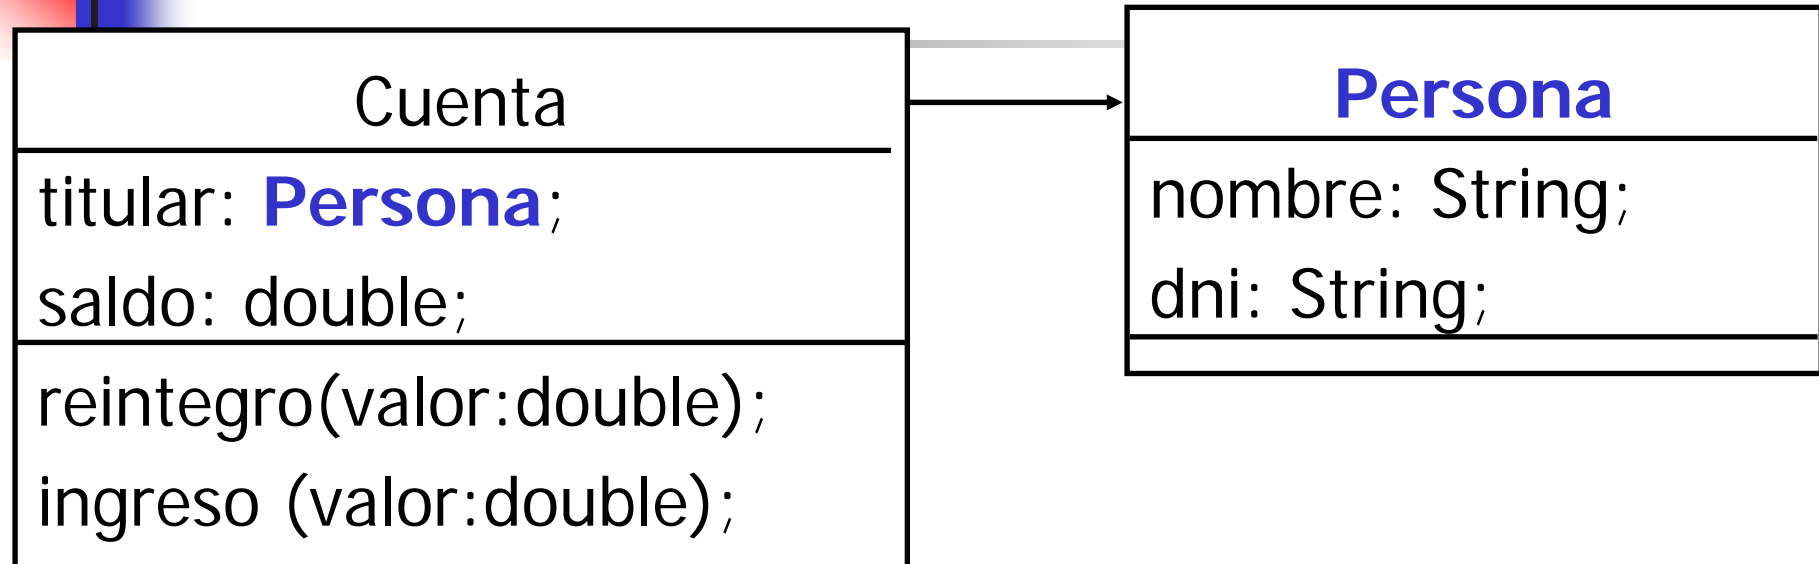 Cuenta
titular: Persona;
saldo: double;
reintegro(valor:double);
ingreso (valor:double);
Persona
nombre: String;
dni: String;